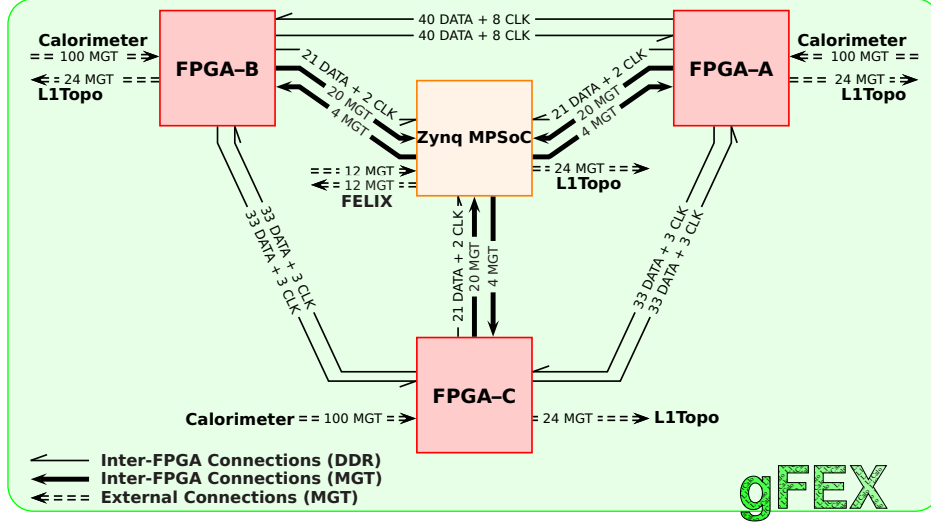 40 DATA + 8 CLK
40 DATA + 8 CLK
Calorimeter
100 MGT
24 MGT
L1Topo
FPGA–B
FPGA–A
Calorimeter
100 MGT
24 MGT
L1Topo
21 DATA + 2 CLK
20 MGT
4 MGT
21 DATA + 2 CLK
20 MGT
4 MGT
Zynq MPSoC
12 MGT
12 MGT
FELIX
24 MGT
L1Topo
33 DATA + 3 CLK
33 DATA + 3 CLK
21 DATA + 2 CLK
20 MGT
4 MGT
33 DATA + 3 CLK
33 DATA + 3 CLK
FPGA–C
Calorimeter
100 MGT
24 MGT
L1Topo
Inter-FPGA Connections (DDR)
Inter-FPGA Connections (MGT)
External Connections (MGT)
gFEX